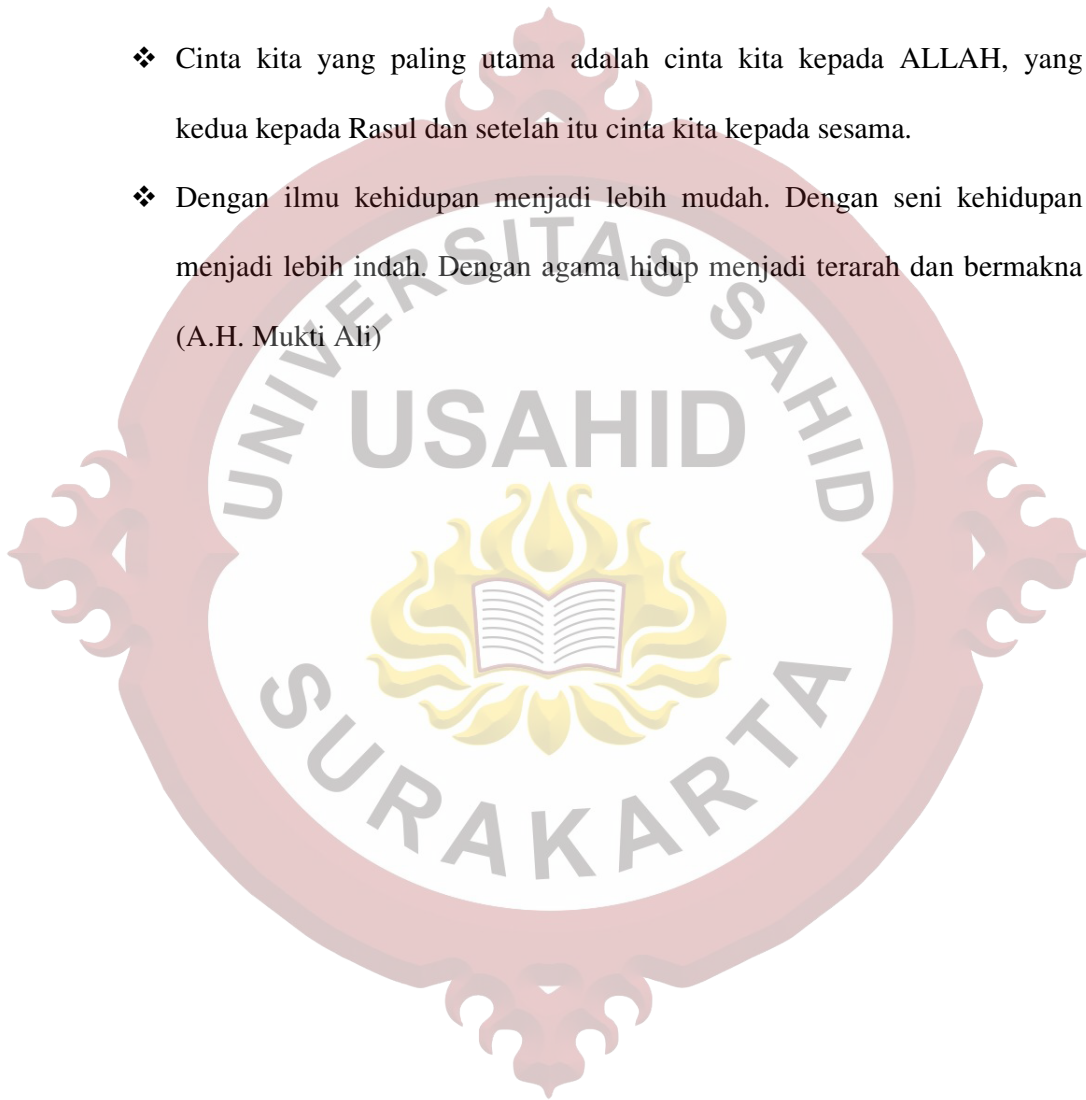 ❖ Cinta kita yang paling utama adalah cinta kita kepada ALLAH, yang
kedua kepada Rasul dan setelah itu cinta kita kepada sesama.
❖ Dengan ilmu kehidupan menjadi lebih mudah. Dengan seni kehidupan
menjadi lebih indah. Dengan agama hidup menjadi terarah dan bermakna
(A.H. Mukti Ali)
UNIVERSITAS SAHID
USAHID
SURAKARTA